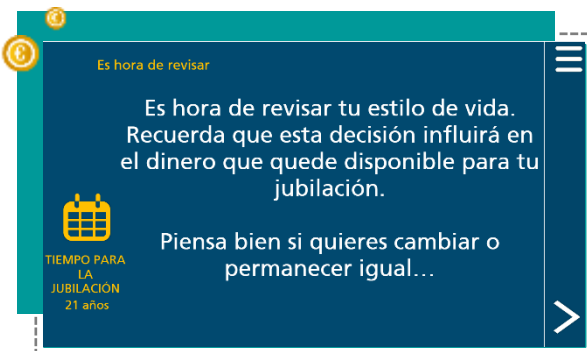 Es hora de revisar
Es hora de revisar tu estilo de vida.
Recuerda que esta decisión influirá en
el dinero que quede disponible para tu
jubilación.
Piensa bien si quieres cambiar o
permanecer igual...
TIEMPO PARA
LA
JUBILACIÓN
21 años